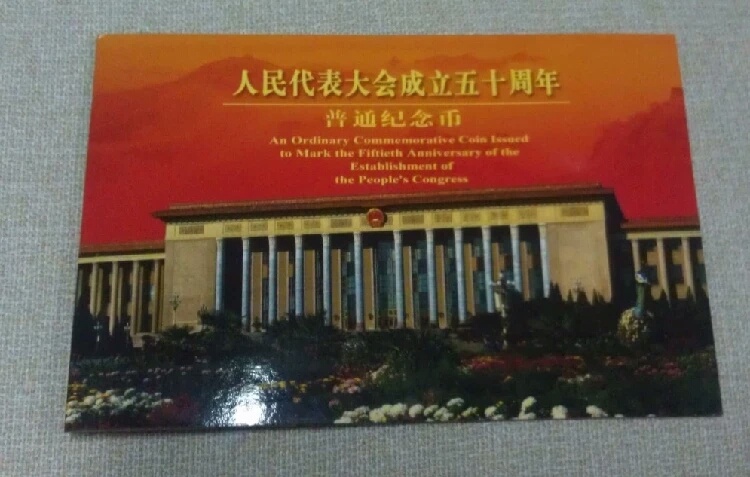 人民代表大会成立五十周年
普通纪念币
An Ordinary Commemorative Coin Issued
to Mark the Fiftieth Anniversary of the
Establishment of
the People's Congress